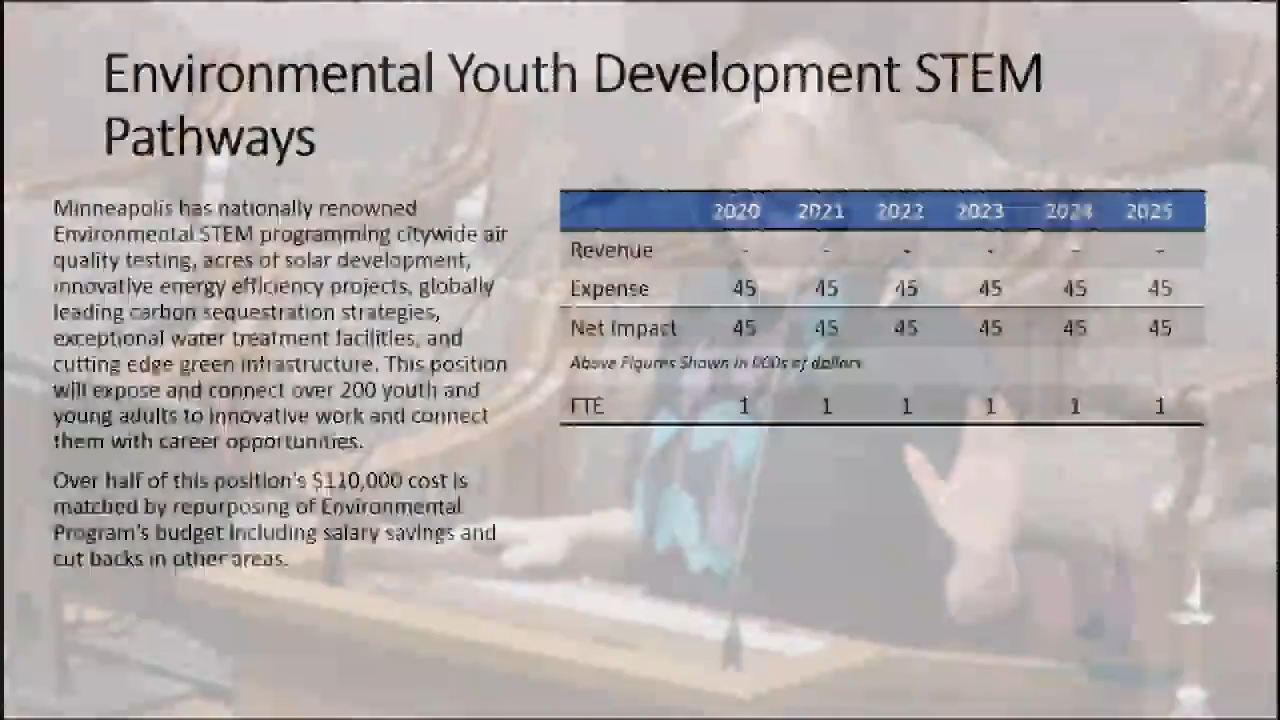 Environmental Youth Development STEM
Pathways
Minneapolis has nationally renowned
Environmental STEM programming citywide air
quality testing, acres of solar development,
innovative energy efficiency projects, globally
leading carbon sequestration strategies,
exceptional water treatment facilities, and
cutting edge green infrastructure. This position
will expose and connect over 200 youth and
young adults to innovative work and connect
them with career opportunities.
Over half of this position's $110,000 cost is
matched by repurposing of Environmental
Program's budget including salary savings and
cut backs in other areas.
2020 2021 2022 2023 2024 2025
Revenue - - - - - -
Expense 45 45 45 45 45 45
Net Impact 45 45 45 45 45 45
Above Figures Shown in 000s of dollars
FTE 1 1 1 1 1 1